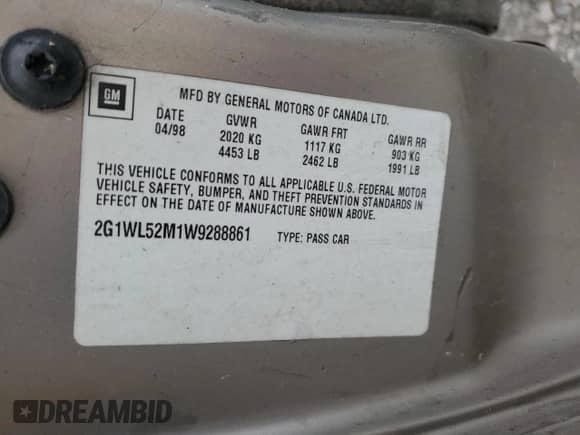 GM
MFD BY GENERAL MOTORS OF CANADA LTD.
DATE GVWR GAWR FRT GAWR RR
04/98 2020 KG 1117 KG 903 KG
4453 LB 2462 LB 1991 LB
THIS VEHICLE CONFORMS TO ALL APPLICABLE U.S. FEDERAL MOTOR
VEHICLE SAFETY, BUMPER, AND THEFT PREVENTION STANDARDS IN
EFFECT ON THE DATE OF MANUFACTURE SHOWN ABOVE.
2G1WL52M1W9288861 TYPE: PASS CAR
DREAMBID